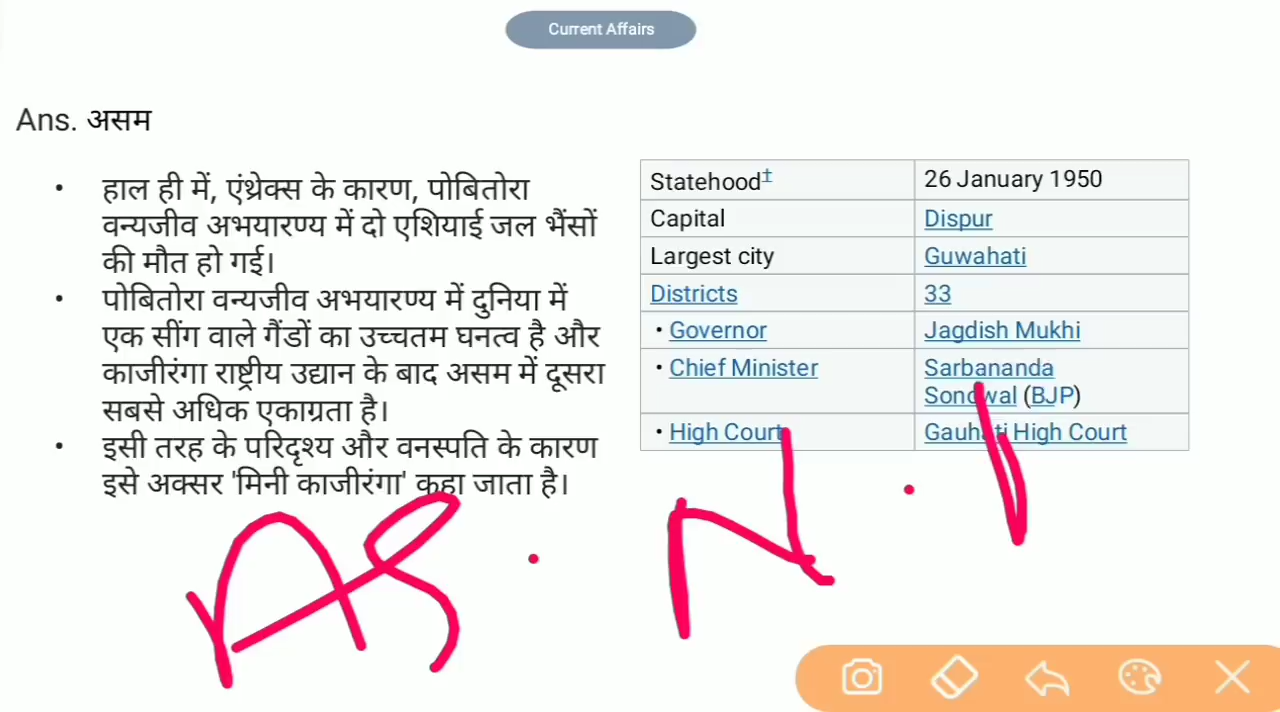 Current Affairs
Ans. असम
• हाल ही में, एंथ्रेक्स के कारण, पोबितोरा
वन्यजीव अभयारण्य में दो एशियाई जल भैंसों
की मौत हो गई।
• पोबितोरा वन्यजीव अभयारण्य में दुनिया में
एक सींग वाले गैंडों का उच्चतम घनत्व है और
काजीरंगा राष्ट्रीय उद्यान के बाद असम में दूसरा
सबसे अधिक एकाग्रता है।
• इसी तरह के परिदृश्य और वनस्पति के कारण
इसे अक्सर 'मिनी काजीरंगा' कहा जाता है।
Statehood† 26 January 1950
Capital Dispur
Largest city Guwahati
Districts 33
• Governor Jagdish Mukhi
• Chief Minister Sarbananda
Sonowal (BJP)
• High Court Gauhati High Court